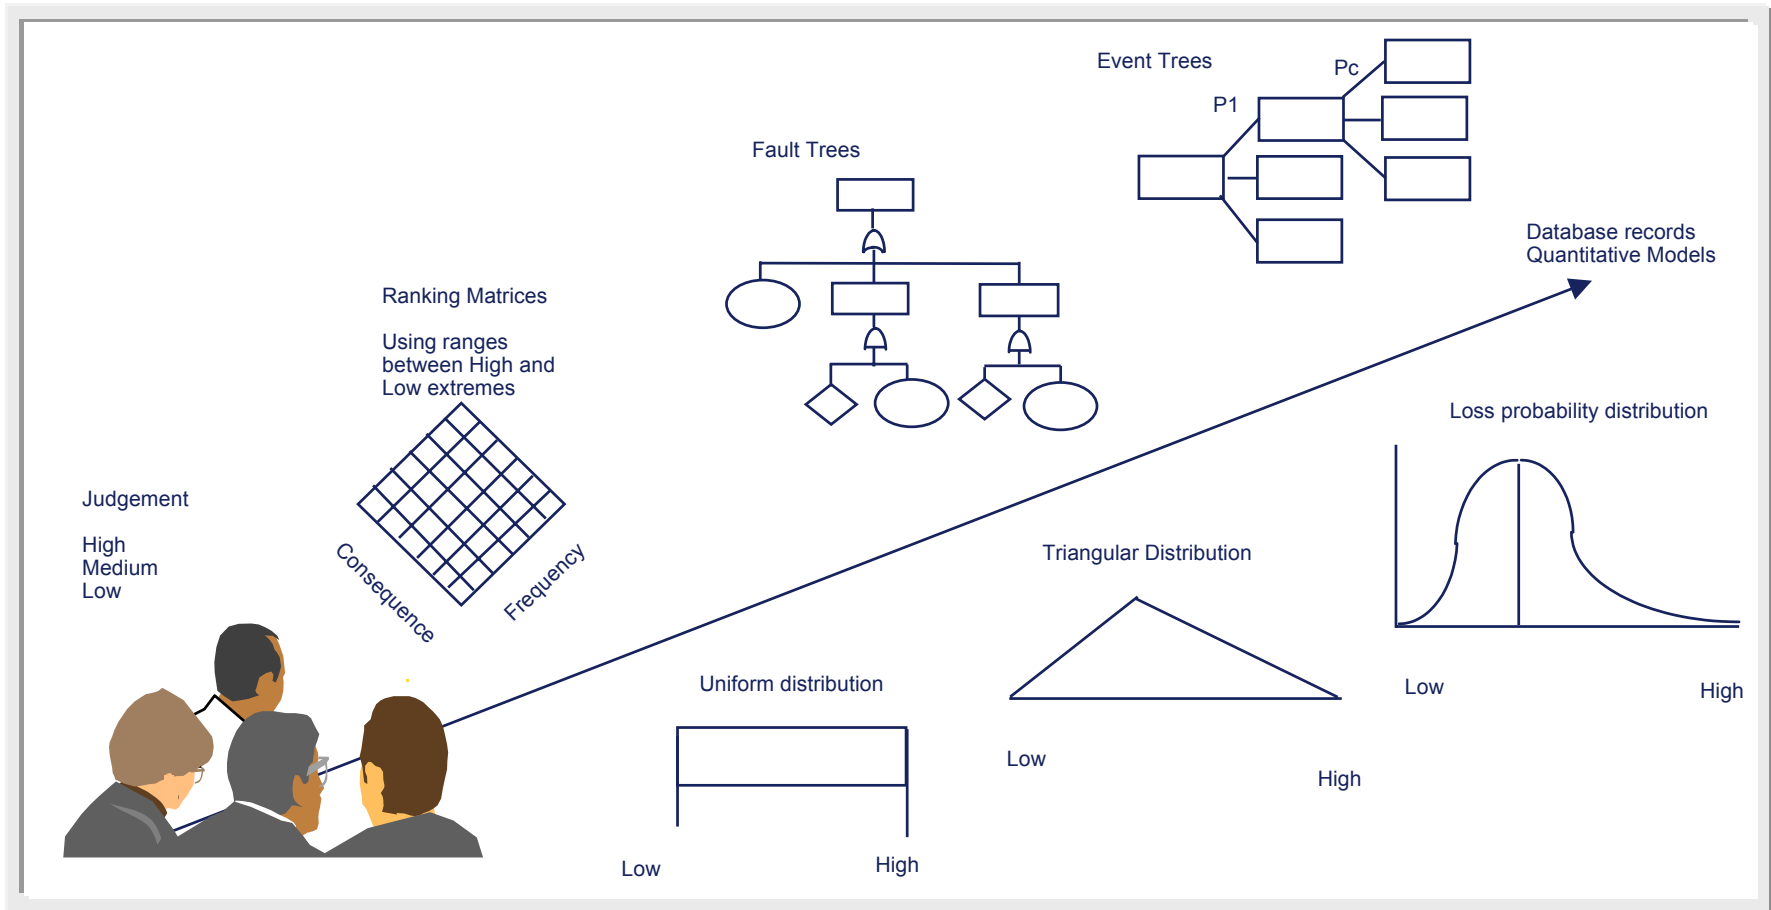 Event Trees
Pc
P1
Fault Trees
Database records
Quantitative Models
Ranking Matrices
Using ranges
between High and
Low extremes
Loss probability distribution
Judgement
High
Medium
Low
Consequence
Frequency
Triangular Distribution
Uniform distribution
Low
High
Low
High
Low
High